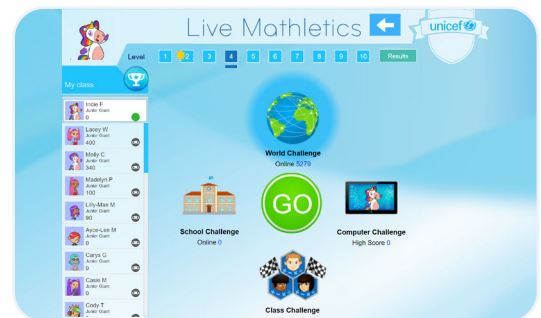 Live Mathletics
unicef
Level
1 2 3 4 5 6 7 8 9 10 Results
My class
Indie F
Junior Giant
0
Lacey W
Junior Giant
400
Molly C
Junior Giant
340
Madelyn P
Junior Giant
100
Lilly-Mae M
Junior Giant
90
Ayce-Lee M
Junior Giant
0
Carys G
Junior Giant
0
Casie M
Junior Giant
0
Cody T
Junior Giant
World Challenge
Online 5279
GO
School Challenge
Online 0
Computer Challenge
High Score 0
Class Challenge